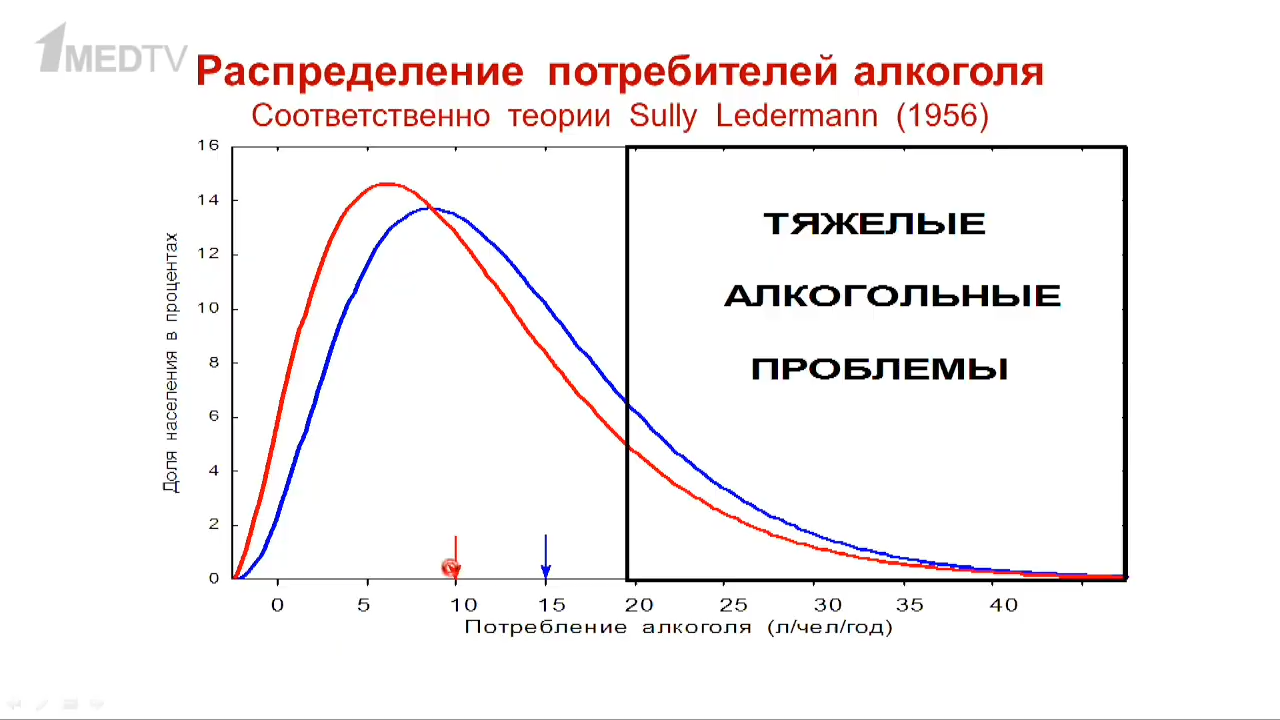 1MEDTV
Распределение потребителей алкоголя
Соответственно теории Sully Ledermann (1956)
16
14
12
10
8
6
4
2
0
Доля населения в процентах
ТЯЖЕЛЫЕ
АЛКОГОЛЬНЫЕ
ПРОБЛЕМЫ
0 5 10 15 20 25 30 35 40
Потребление алкоголя (л/чел/год)